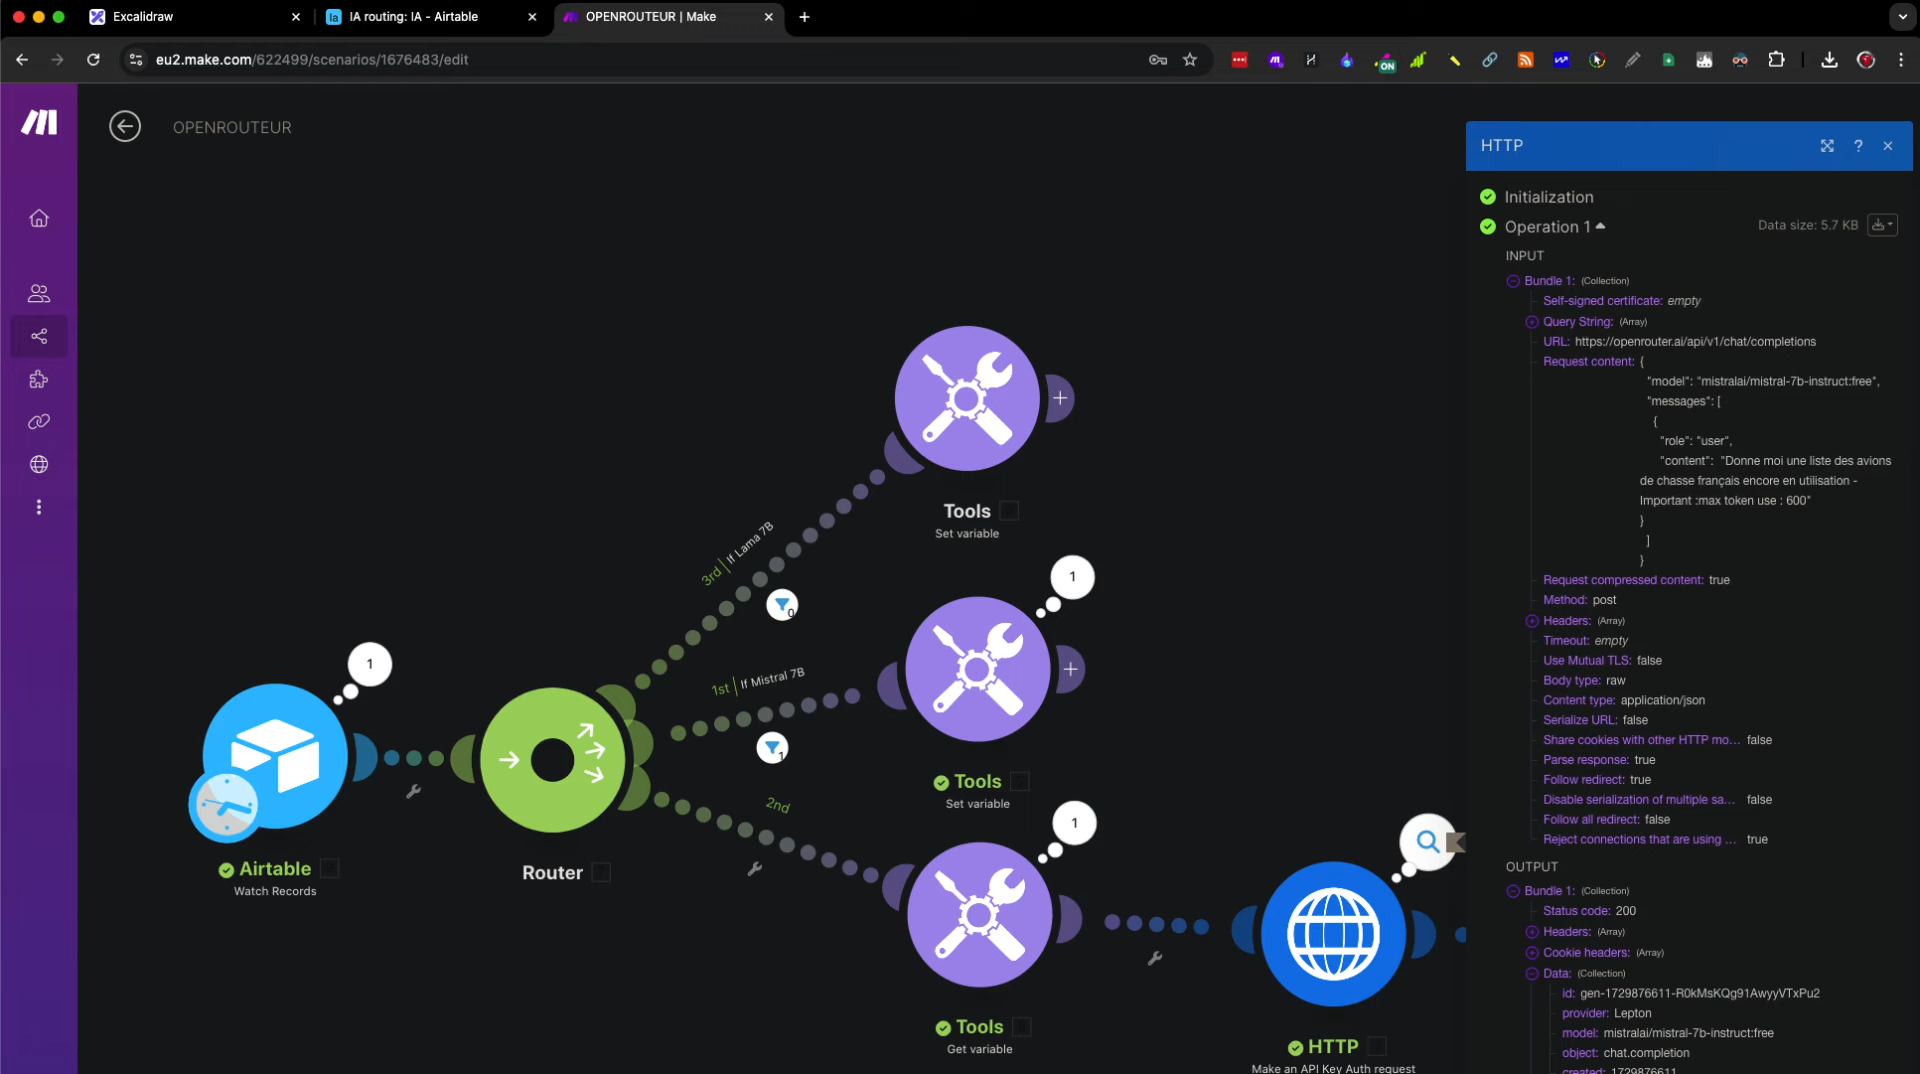 Excalidraw
Ia
IA routing: IA - Airtable
OPENROUTEUR | Make
eu2.make.com/622499/scenarios/1676483/edit
ON
OPENROUTEUR
HTTP
?
Initialization
Operation 1
Data size: 5.7 KB
INPUT
Bundle 1: (Collection)
Self-signed certificate: empty
Query String: (Array)
URL: https://openrouter.ai/api/v1/chat/completions
Request content: {
"model": "mistralai/mistral-7b-instruct:free",
"messages": [
{
"role": "user",
"content": "Donne moi une liste des avions
de chasse français encore en utilisation -
Important :max token use : 600"
}
]
}
Request compressed content: true
Method: post
Headers: (Array)
Timeout: empty
Use Mutual TLS: false
Body type: raw
Content type: application/json
Serialize URL: false
Share cookies with other HTTP mo... false
Parse response: true
Follow redirect: true
Disable serialization of multiple sa... false
Follow all redirect: false
Reject connections that are using ... true
OUTPUT
Bundle 1: (Collection)
Status code: 200
Headers: (Array)
Cookie headers: (Array)
Data: (Collection)
id: gen-1729876611-R0kMsKQg91AwyyVTxPu2
provider: Lepton
model: mistralai/mistral-7b-instruct:free
object: chat.completion
created: 1729876611
Tools
Set variable
3rd | If Lama 7B
0
1
Tools
Set variable
1st | If Mistral 7B
1
1
Airtable
Watch Records
Router
2nd
1
Tools
Get variable
HTTP
Make an API Key Auth request